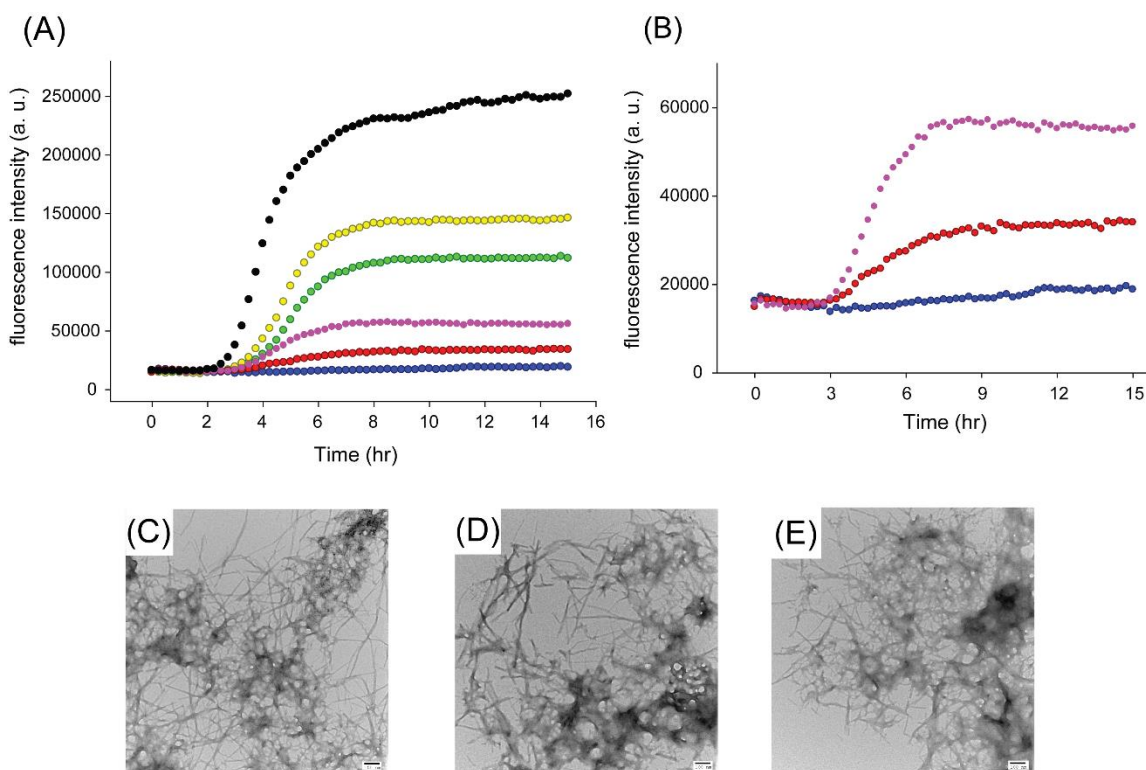 (A)
250000
200000
150000
100000
50000
0
fluorescence intensity (a. u.)
0 2 4 6 8 10 12 14 16
Time (hr)
(B)
60000
40000
20000
0
fluorescence intensity (a. u.)
0 3 6 9 12 15
Time (hr)
(C)
(D)
(E)